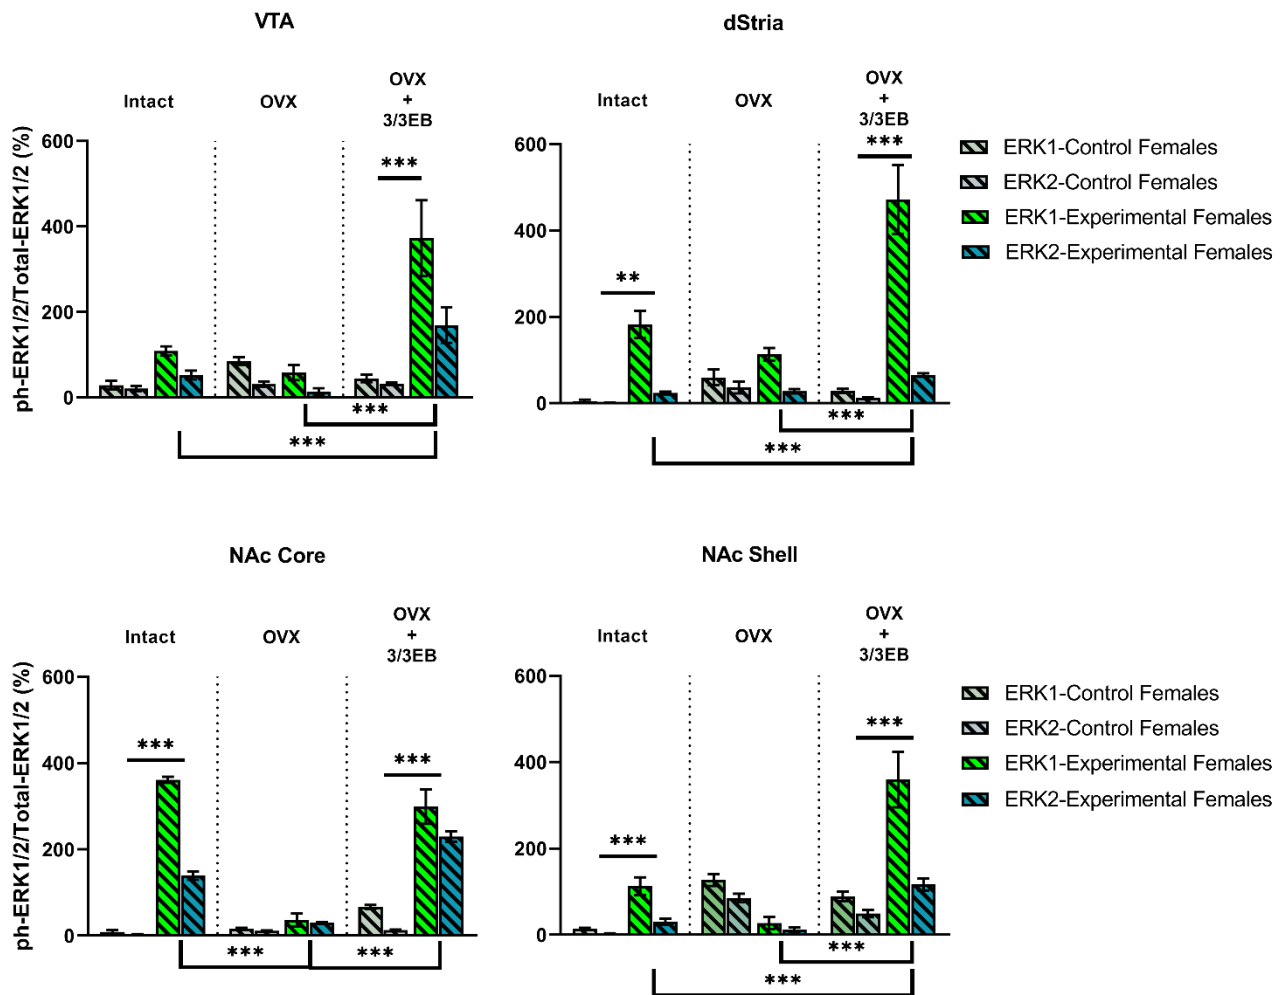 VTA
Intact
OVX
OVX
+
3/3EB
ph-ERK1/2/Total-ERK1/2 (%)
600
400
200
0
***
***
***
dStria
Intact
OVX
OVX
+
3/3EB
600
400
200
0
**
***
***
***
ERK1-Control Females
ERK2-Control Females
ERK1-Experimental Females
ERK2-Experimental Females
NAc Core
Intact
OVX
OVX
+
3/3EB
ph-ERK1/2/Total-ERK1/2 (%)
600
400
200
0
***
***
***
***
NAc Shell
Intact
OVX
OVX
+
3/3EB
600
400
200
0
***
***
***
***
ERK1-Control Females
ERK2-Control Females
ERK1-Experimental Females
ERK2-Experimental Females